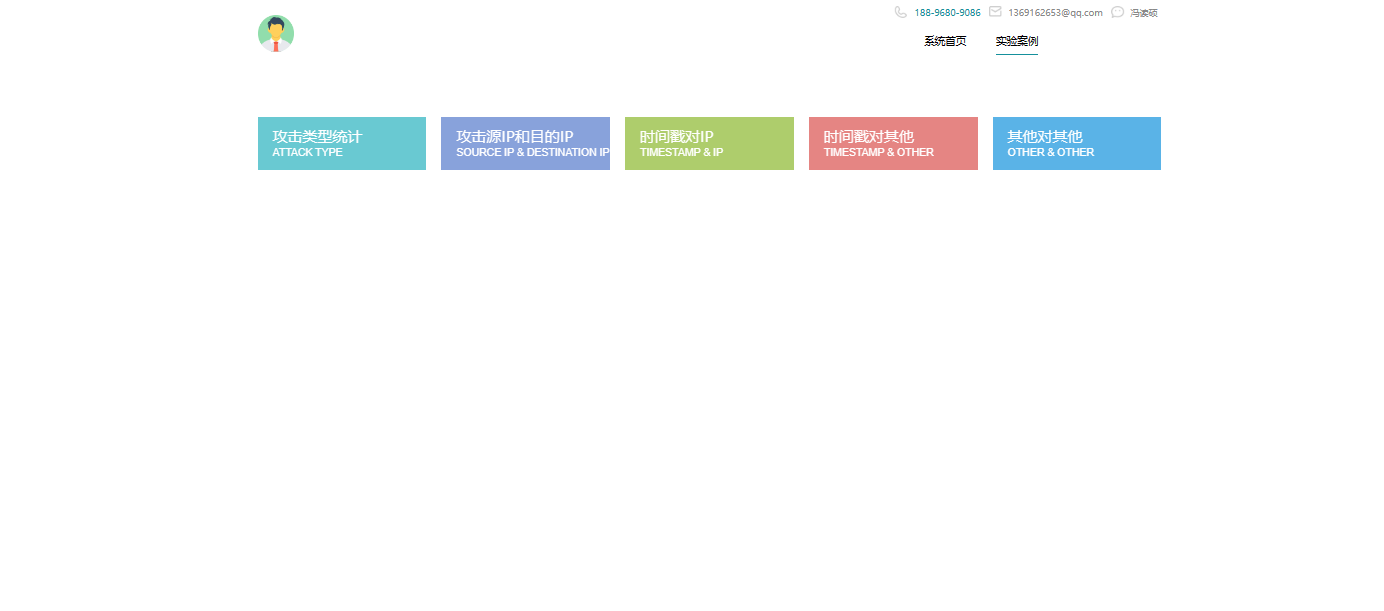 188-9680-9086 1369162653@qq.com 冯浚硕
系统首页 实验案例
攻击类型统计
ATTACK TYPE
攻击源IP和目的IP
SOURCE IP & DESTINATION IP
时间戳对IP
TIMESTAMP & IP
时间戳对其他
TIMESTAMP & OTHER
其他对其他
OTHER & OTHER